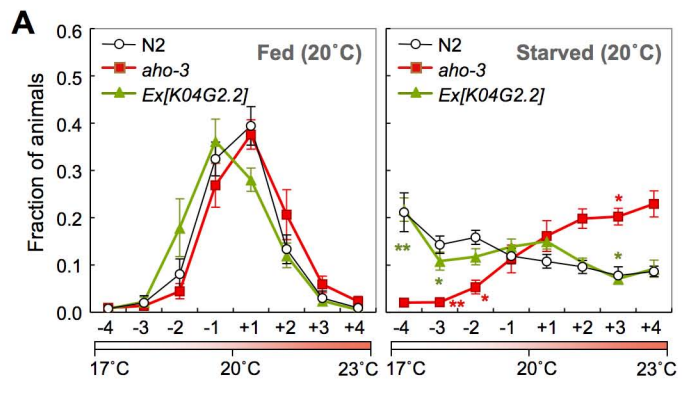 A
Fraction of animals
0.6
0.5
0.4
0.3
0.2
0.1
0.0
N2
aho-3
Ex[K04G2.2]
Fed (20˚C)
-4 -3 -2 -1 +1 +2 +3 +4
17˚C 20˚C 23˚C
N2
aho-3
Ex[K04G2.2]
Starved (20˚C)
*
**
*
*
**
*
-4 -3 -2 -1 +1 +2 +3 +4
17˚C 20˚C 23˚C